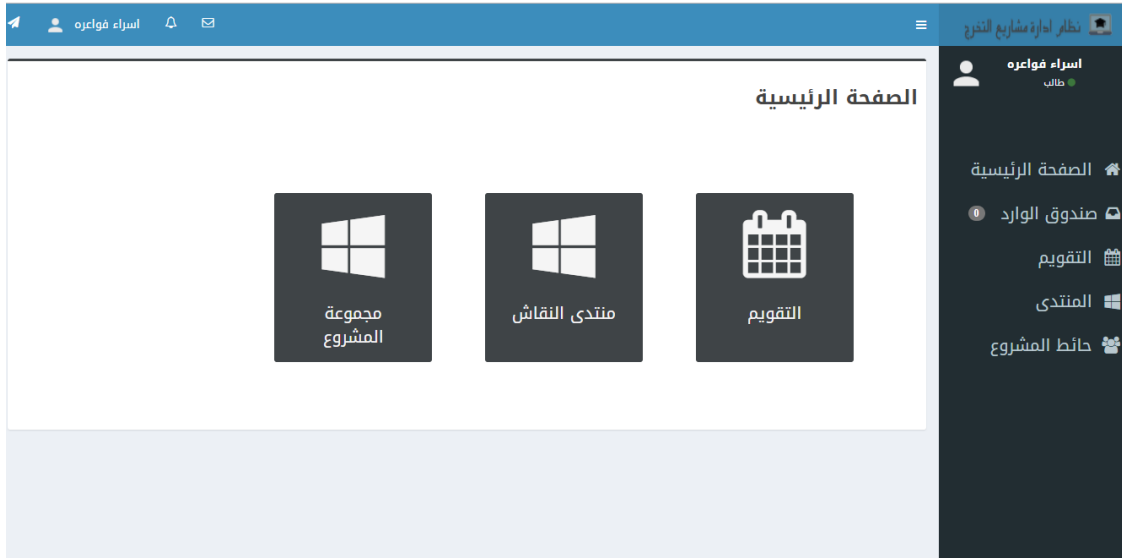 نظام ادارة مشاريع التخرج
اسراء فواعره
اسراء فواعره
طالب
الصفحة الرئيسية
صندوق الوارد 0
التقويم
المنتدى
حائط المشروع
الصفحة الرئيسية
التقويم
منتدى النقاش
مجموعة
المشروع